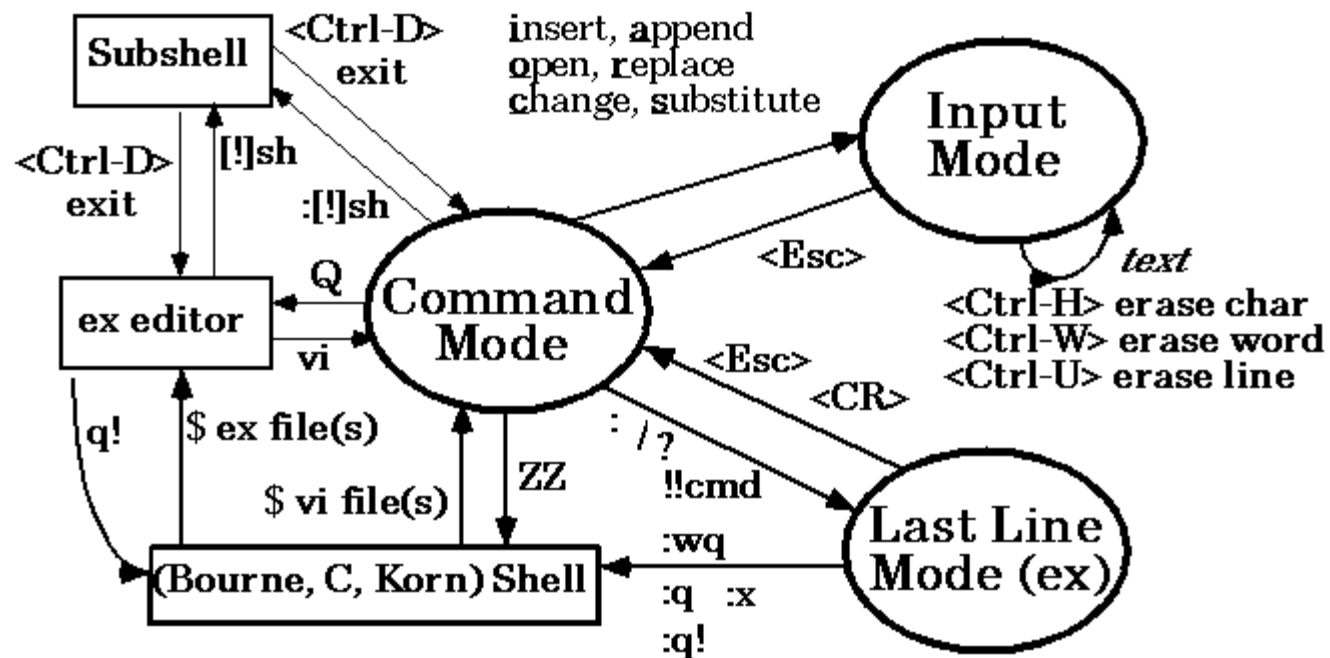 Subshell
<Ctrl-D>
exit
insert, append
open, replace
change, substitute
Input
Mode
<Ctrl-D>
exit
[!]sh
:[!]sh
<Esc>
text
<Ctrl-H> erase char
<Ctrl-W> erase word
<Ctrl-U> erase line
ex editor
Q
vi
Command
Mode
<Esc>
<CR>
q!
$ ex file(s)
$ vi file(s)
ZZ
: / ?
!!cmd
:wq
:q :x
:q!
(Bourne, C, Korn) Shell
Last Line
Mode (ex)